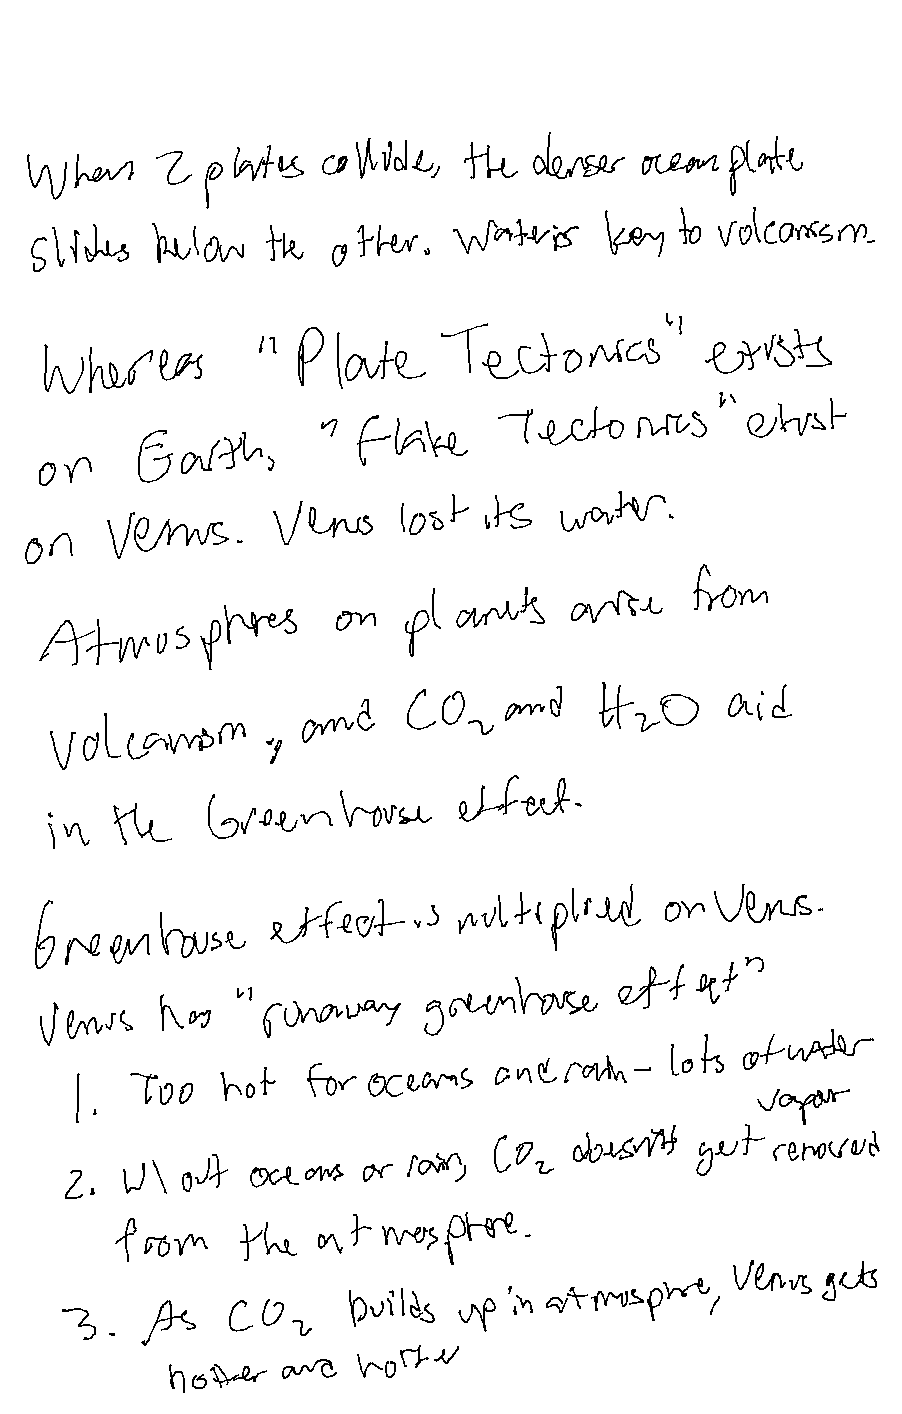 When 2 plates collide, the denser ocean plate
slides below the other. Water is key to volcanism.
Whereas "Plate Tectonics" exists
on Earth, "Flake Tectonics" exist
on Venus. Venus lost its water.
Atmosphres on planets arise from
volcanism, and CO₂ and H₂O aid
in the Greenhouse effect.
Greenhouse effect is multiplied on Venus.
Venus has "runaway greenhouse effect"
1. Too hot for oceans and rain - lots of water
vapor
2. W\out oceans or rain, CO₂ doesn't get removed
from the atmosphre.
3. As CO₂ builds up in atmosphre, Venus gets
hotter and hotter